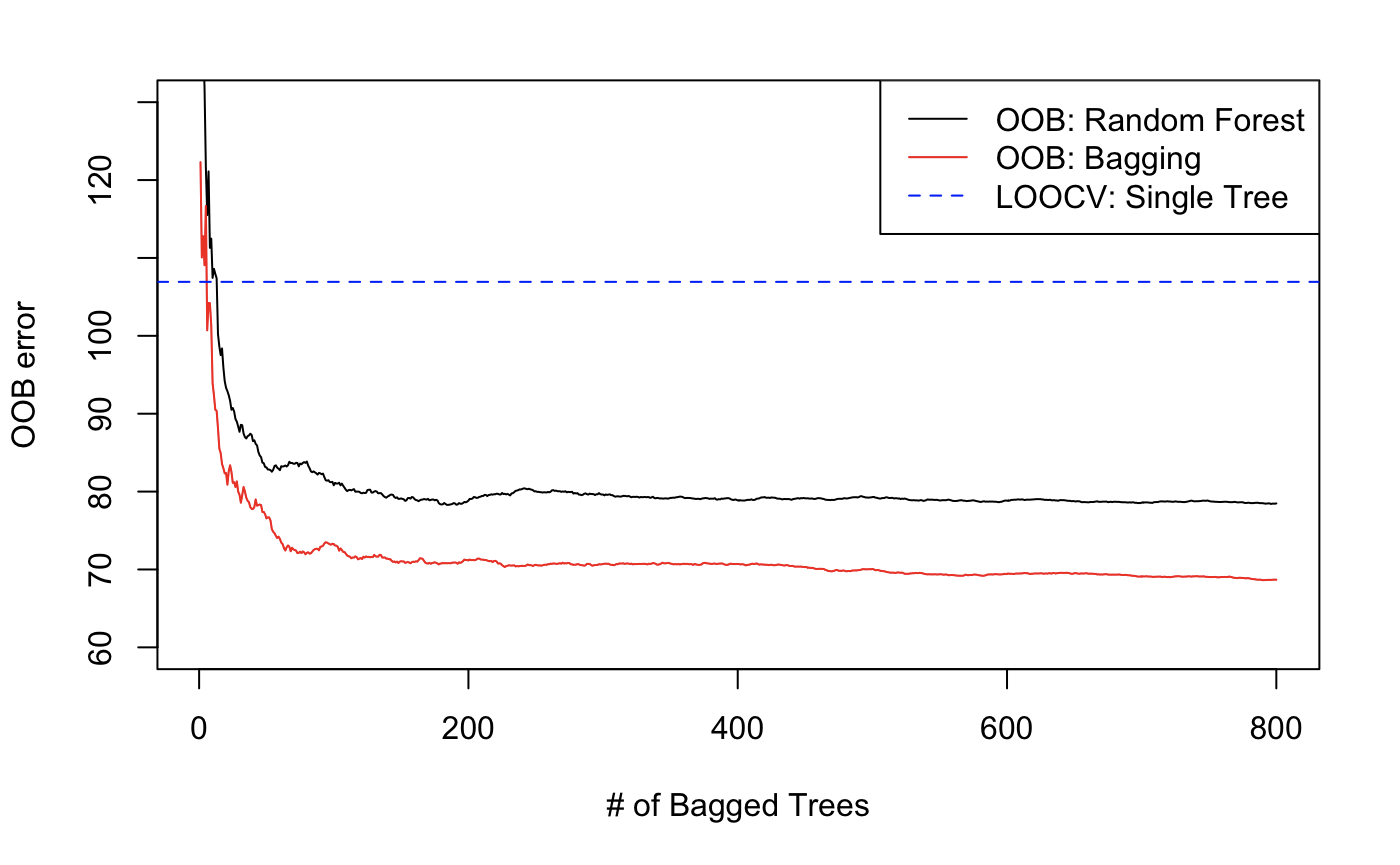 OOB: Random Forest
OOB: Bagging
LOOCV: Single Tree
OOB error
120
100
90
80
70
60
0 200 400 600 800
# of Bagged Trees